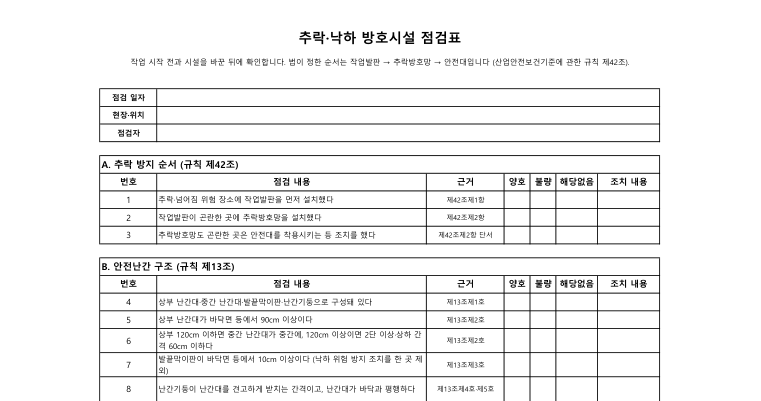 추락·낙하 방호시설 점검표
작업 시작 전과 시설을 바꾼 뒤에 확인합니다. 법이 정한 순서는 작업발판 → 추락방호망 → 안전대입니다 (산업안전보건기준에 관한 규칙 제42조).
점검 일자
현장·위치
점검자
A. 추락 방지 순서 (규칙 제42조)
번호 점검 내용 근거 양호 불량 해당없음 조치 내용
1 추락·넘어짐 위험 장소에 작업발판을 먼저 설치했다 제42조제1항
2 작업발판이 곤란한 곳에 추락방호망을 설치했다 제42조제2항
3 추락방호망도 곤란한 곳은 안전대를 착용시키는 등 조치를 했다 제42조제2항 단서
B. 안전난간 구조 (규칙 제13조)
번호 점검 내용 근거 양호 불량 해당없음 조치 내용
4 상부 난간대·중간 난간대·발끝막이판·난간기둥으로 구성돼 있다 제13조제1호
5 상부 난간대가 바닥면 등에서 90cm 이상이다 제13조제2호
6 상부 120cm 이하면 중간 난간대가 중간에, 120cm 이상이면 2단 이상·상하 간
격 60cm 이하다 제13조제2호
7 발끝막이판이 바닥면 등에서 10cm 이상이다 (낙하 위험 방지 조치를 한 곳 제
외) 제13조제3호
8 난간기둥이 난간대를 견고하게 받치는 간격이고, 난간대가 바닥과 평행하다 제13조제4호·제5호